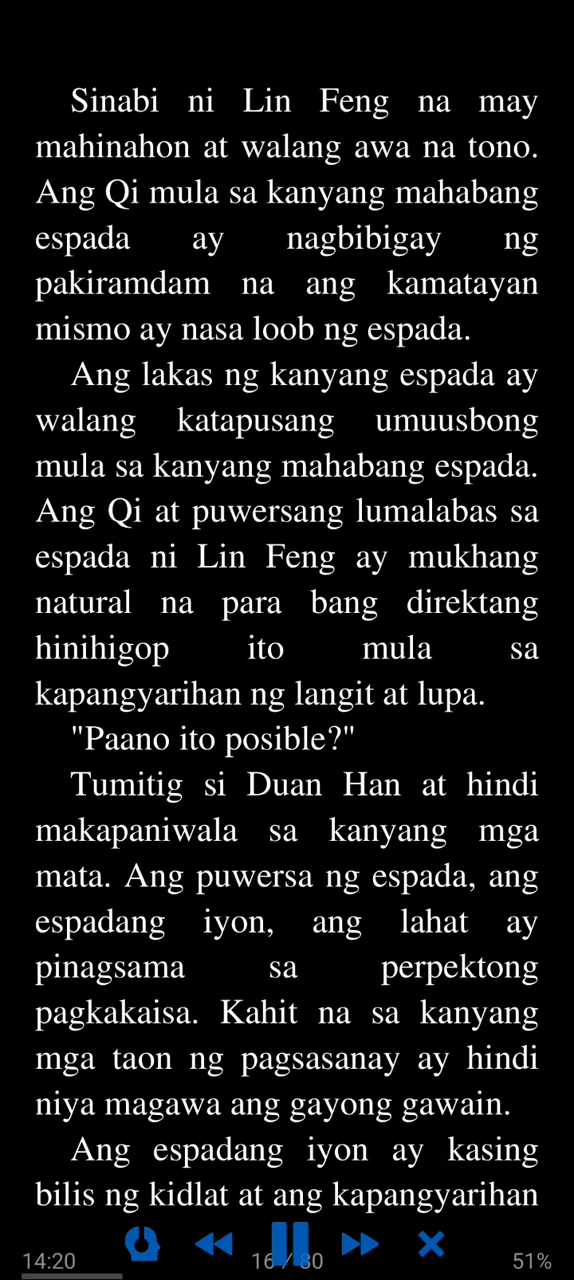 Sinabi ni Lin Feng na may
mahinahon at walang awa na tono.
Ang Qi mula sa kanyang mahabang
espada ay nagbibigay ng
pakiramdam na ang kamatayan
mismo ay nasa loob ng espada.
Ang lakas ng kanyang espada ay
walang katapusang umuusbong
mula sa kanyang mahabang espada.
Ang Qi at puwersang lumalabas sa
espada ni Lin Feng ay mukhang
natural na para bang direktang
hinihigop ito mula sa
kapangyarihan ng langit at lupa.
"Paano ito posible?"
Tumitig si Duan Han at hindi
makapaniwala sa kanyang mga
mata. Ang puwersa ng espada, ang
espadang iyon, ang lahat ay
pinagsama sa perpektong
pagkakaisa. Kahit na sa kanyang
mga taon ng pagsasanay ay hindi
niya magawa ang gayong gawain.
Ang espadang iyon ay kasing
bilis ng kidlat at ang kapangyarihan
14:20 16 / 80 51%